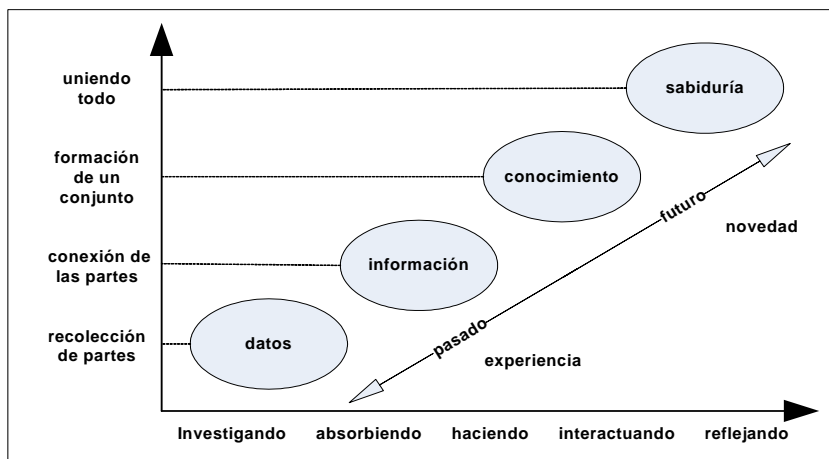 uniendo
todo
sabiduría
formación
de un
conjunto
conocimiento
futuro
novedad
conexión de
las partes
información
pasado
experiencia
recolección
de partes
datos
Investigando absorbiendo haciendo interactuando reflejando